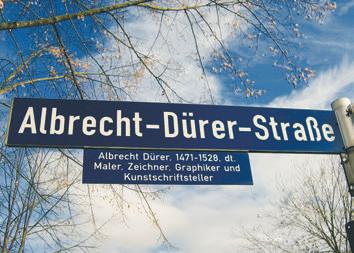 Albrecht-Dürer-Straße
Albrecht Dürer, 1471-1528, dt.
Maler, Zeichner, Graphiker und
Kunstschriftsteller